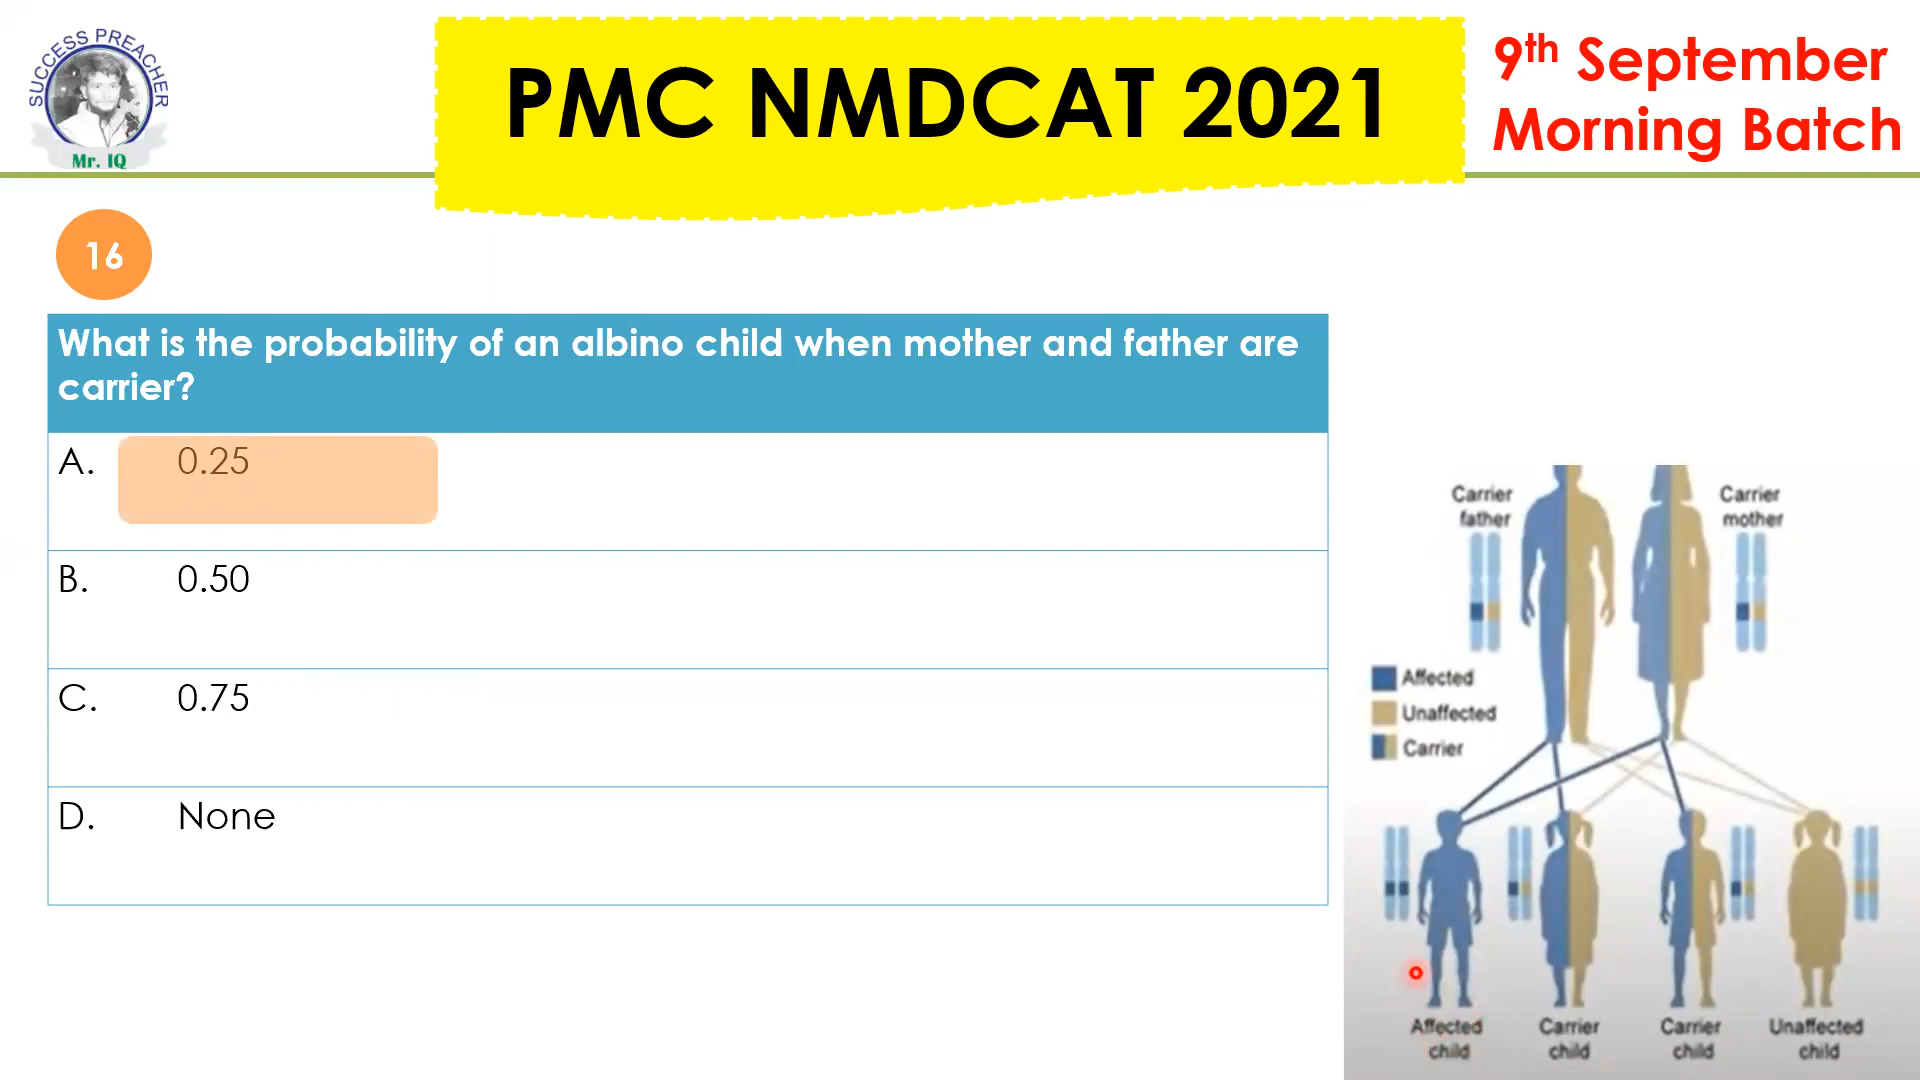 SUCCESS PREACHER
Mr. IQ
PMC NMDCAT 2021
9th September
Morning Batch
16
What is the probability of an albino child when mother and father are
carrier?
A. 0.25
B. 0.50
C. 0.75
D. None
Carrier
father
Carrier
mother
Affected
Unaffected
Carrier
Affected
child
Carrier
child
Carrier
child
Unaffected
child